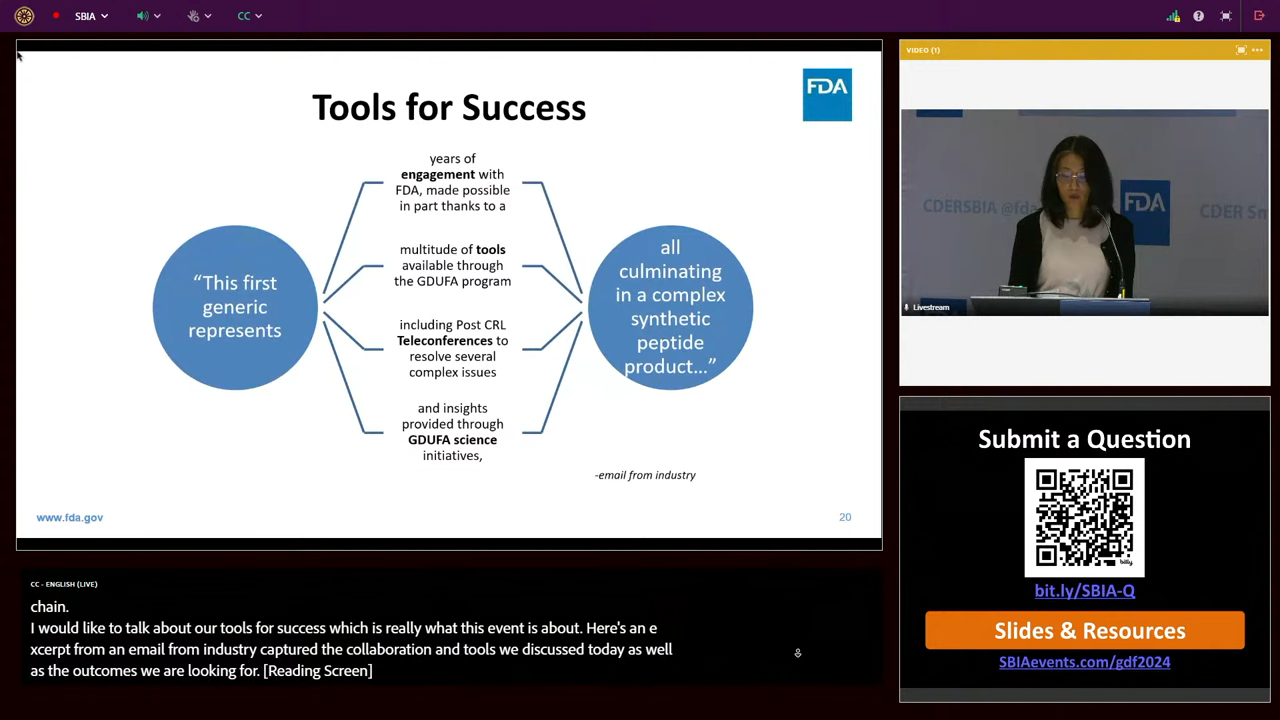 SBIA
CC
Tools for Success
FDA
"This first
generic
represents
years of
engagement with
FDA, made possible
in part thanks to a
multitude of tools
available through
the GDUFA program
including Post CRL
Teleconferences to
resolve several
complex issues
and insights
provided through
GDUFA science
initiatives,
all
culminating
in a complex
synthetic
peptide
product..."
-email from industry
www.fda.gov
20
CC - ENGLISH (LIVE)
chain.
I would like to talk about our tools for success which is really what this event is about. Here's an e
xcerpt from an email from industry captured the collaboration and tools we discussed today as well
as the outcomes we are looking for. [Reading Screen]
VIDEO (1)
CDERSBIA @fda
FDA
CDER Sm
Livestream
Submit a Question
bitly
bit.ly/SBIA-Q
Slides & Resources
SBIAevents.com/gdf2024